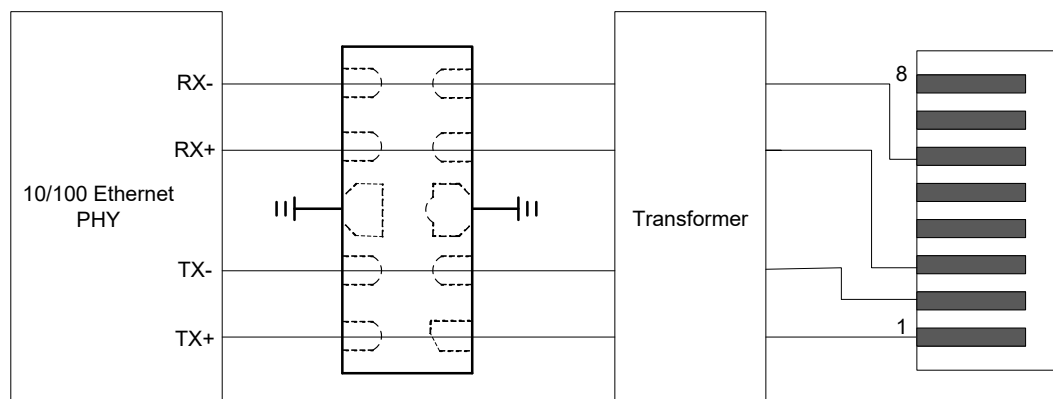 RX-
8
RX+
10/100 Ethernet
PHY
Transformer
TX-
TX+
1